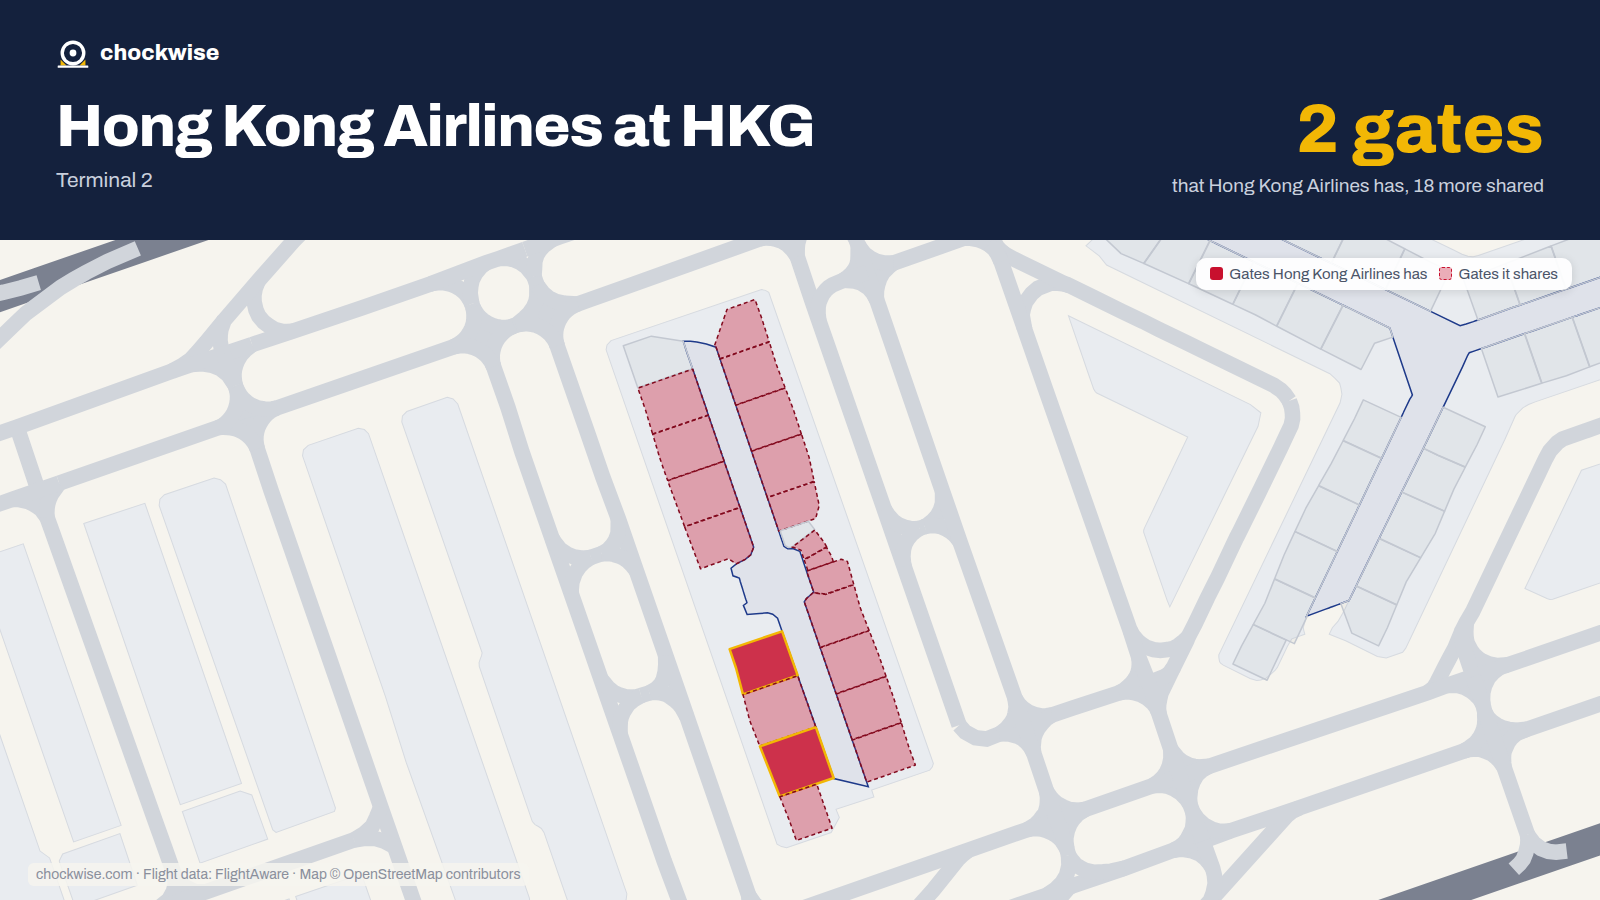 chockwise
Hong Kong Airlines at HKG
Terminal 2
2 gates
that Hong Kong Airlines has, 18 more shared
Gates Hong Kong Airlines has
Gates it shares
chockwise.com · Flight data: FlightAware · Map © OpenStreetMap contributors